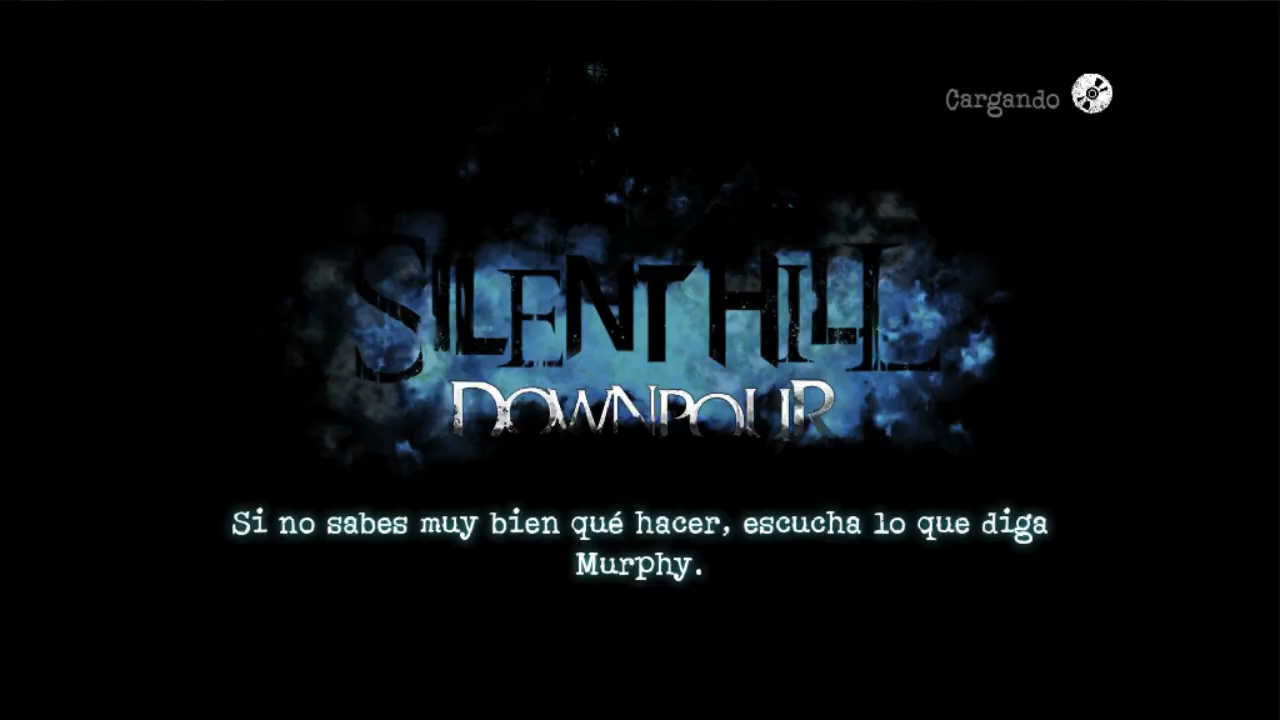 Cargando
SILENT HILL
DOWNPOUR
Si no sabes muy bien qué hacer, escucha lo que diga
Murphy.